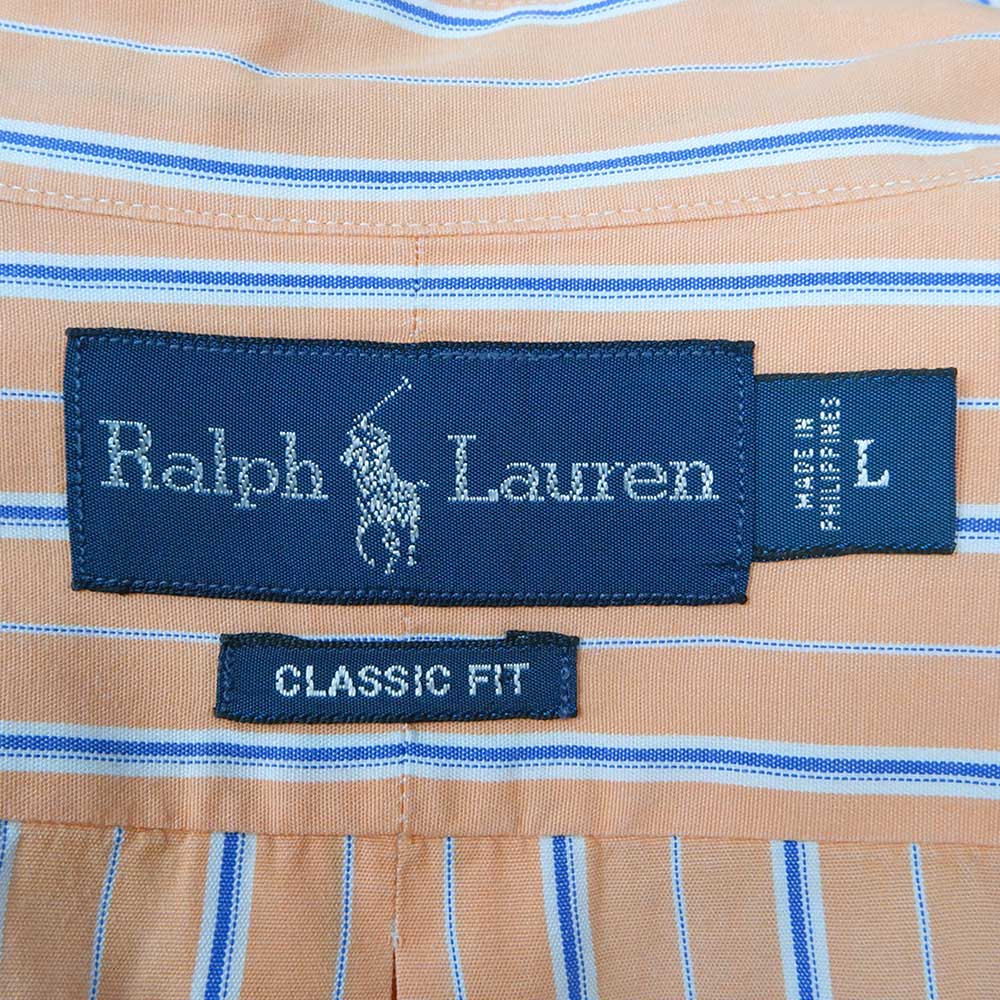 Ralph Lauren
MADE IN
PHILIPPINES
L
CLASSIC FIT